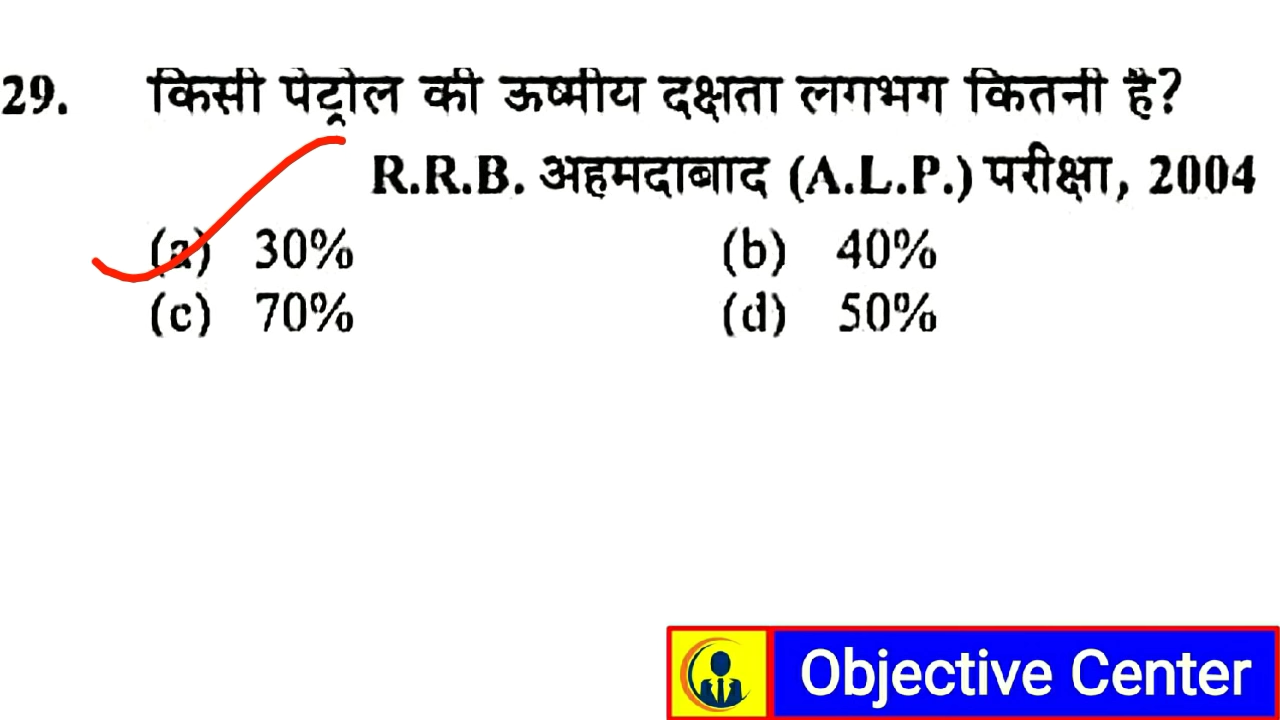 29. किसी पेट्रोल की ऊष्मीय दक्षता लगभग कितनी है?
R.R.B. अहमदाबाद (A.L.P.) परीक्षा, 2004
(a) 30% (b) 40%
(c) 70% (d) 50%
Objective Center